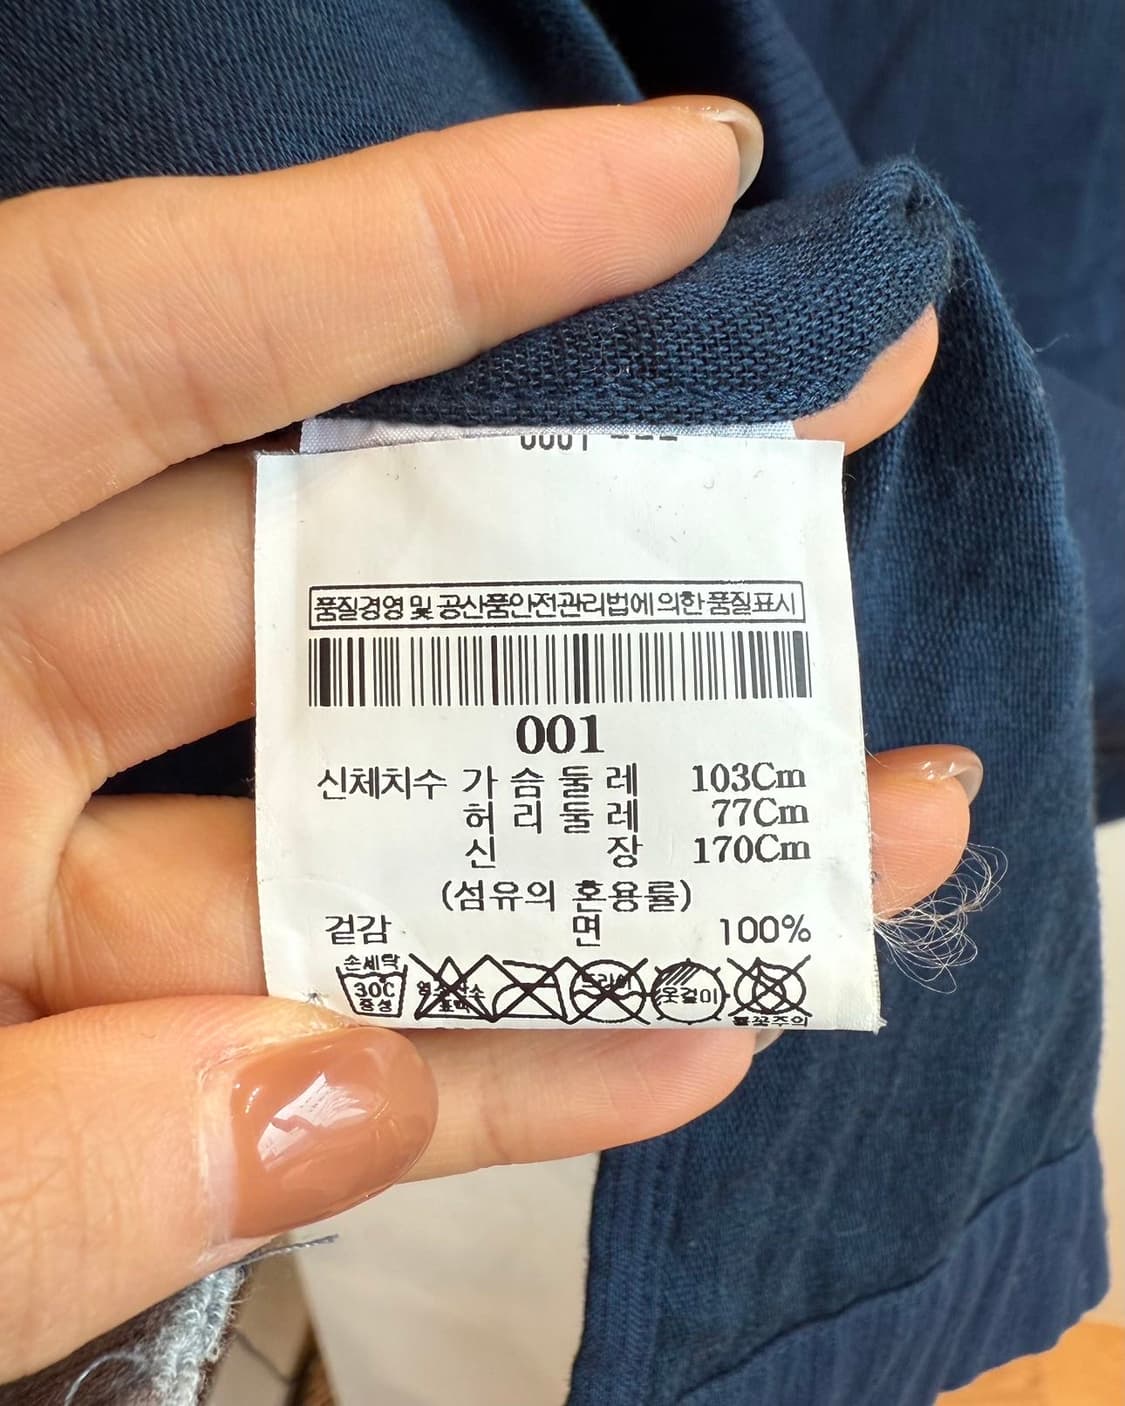 품질경영 및 공산품안전관리법에 의한 품질표시
001
신체치수 가슴둘레 103Cm
허리둘레 77Cm
신장 170Cm
(섬유의 혼용률)
겉감 면 100%
손세탁
30C
중성
드라이
옷걸이
불꽃주의